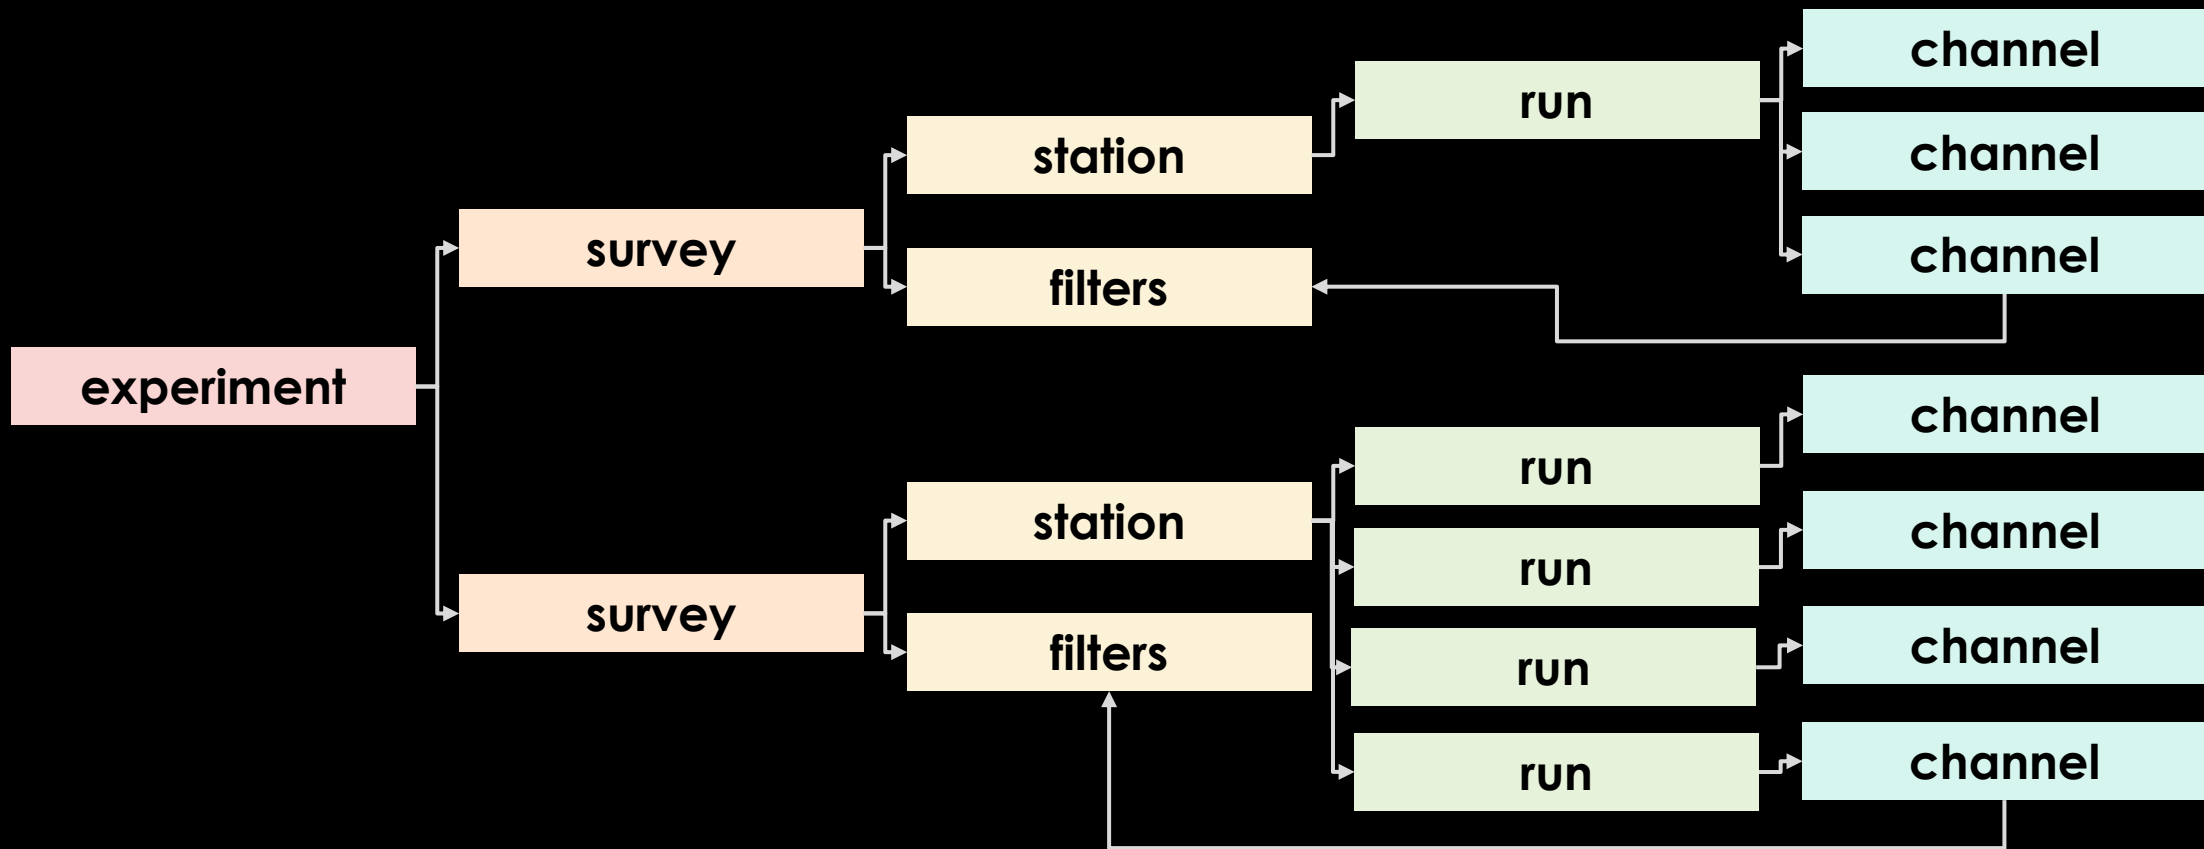 experiment
survey
station
run
channel
channel
channel
filters
survey
station
run
channel
run
channel
run
channel
run
channel
filters